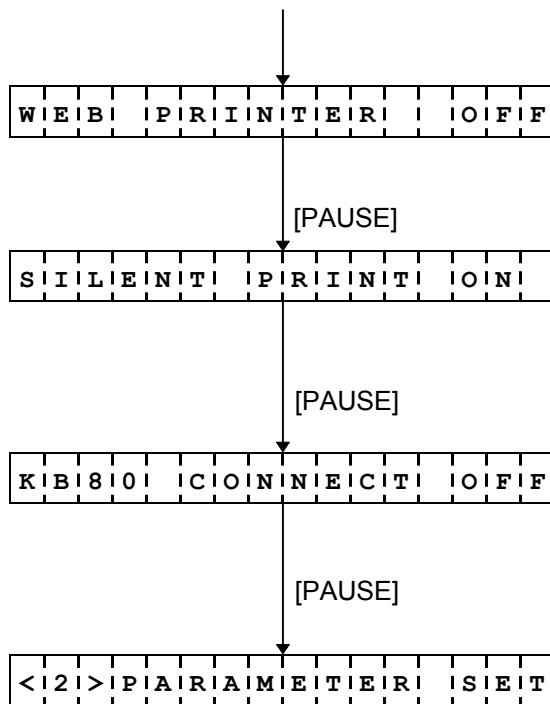 WEB PRINTER  OFF
[PAUSE]
SILENT PRINT ON
[PAUSE]
KB80 CONNECT OFF
[PAUSE]
<2>PARAMETER SET